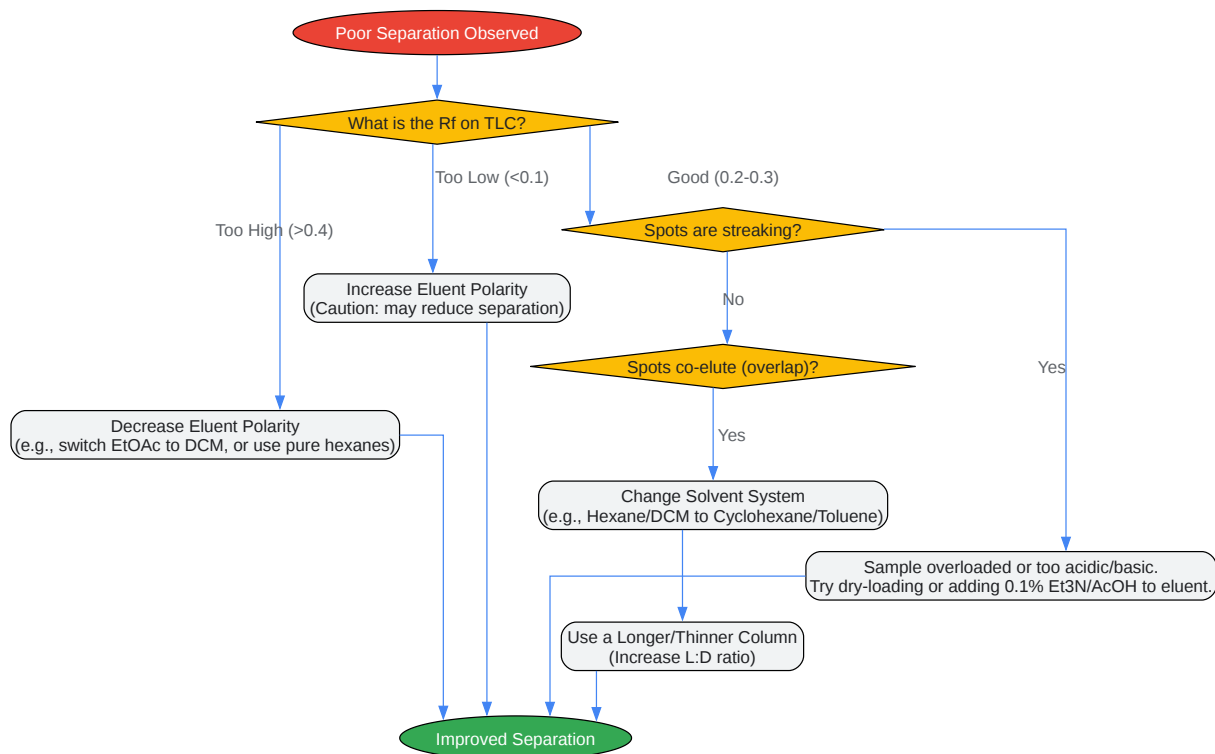 Poor Separation Observed
What is the Rf on TLC?
Too Low (<0.1)
Good (0.2-0.3)
Too High (>0.4)
Spots are streaking?
Increase Eluent Polarity
(Caution: may reduce separation)
No
Spots co-elute (overlap)?
Yes
Decrease Eluent Polarity
(e.g., switch EtOAc to DCM, or use pure hexanes)
Yes
Change Solvent System
(e.g., Hexane/DCM to Cyclohexane/Toluene)
Sample overloaded or too acidic/basic.
Try dry-loading or adding 0.1% Et3N/AcOH to eluent.
Use a Longer/Thinner Column
(Increase L:D ratio)
Improved Separation